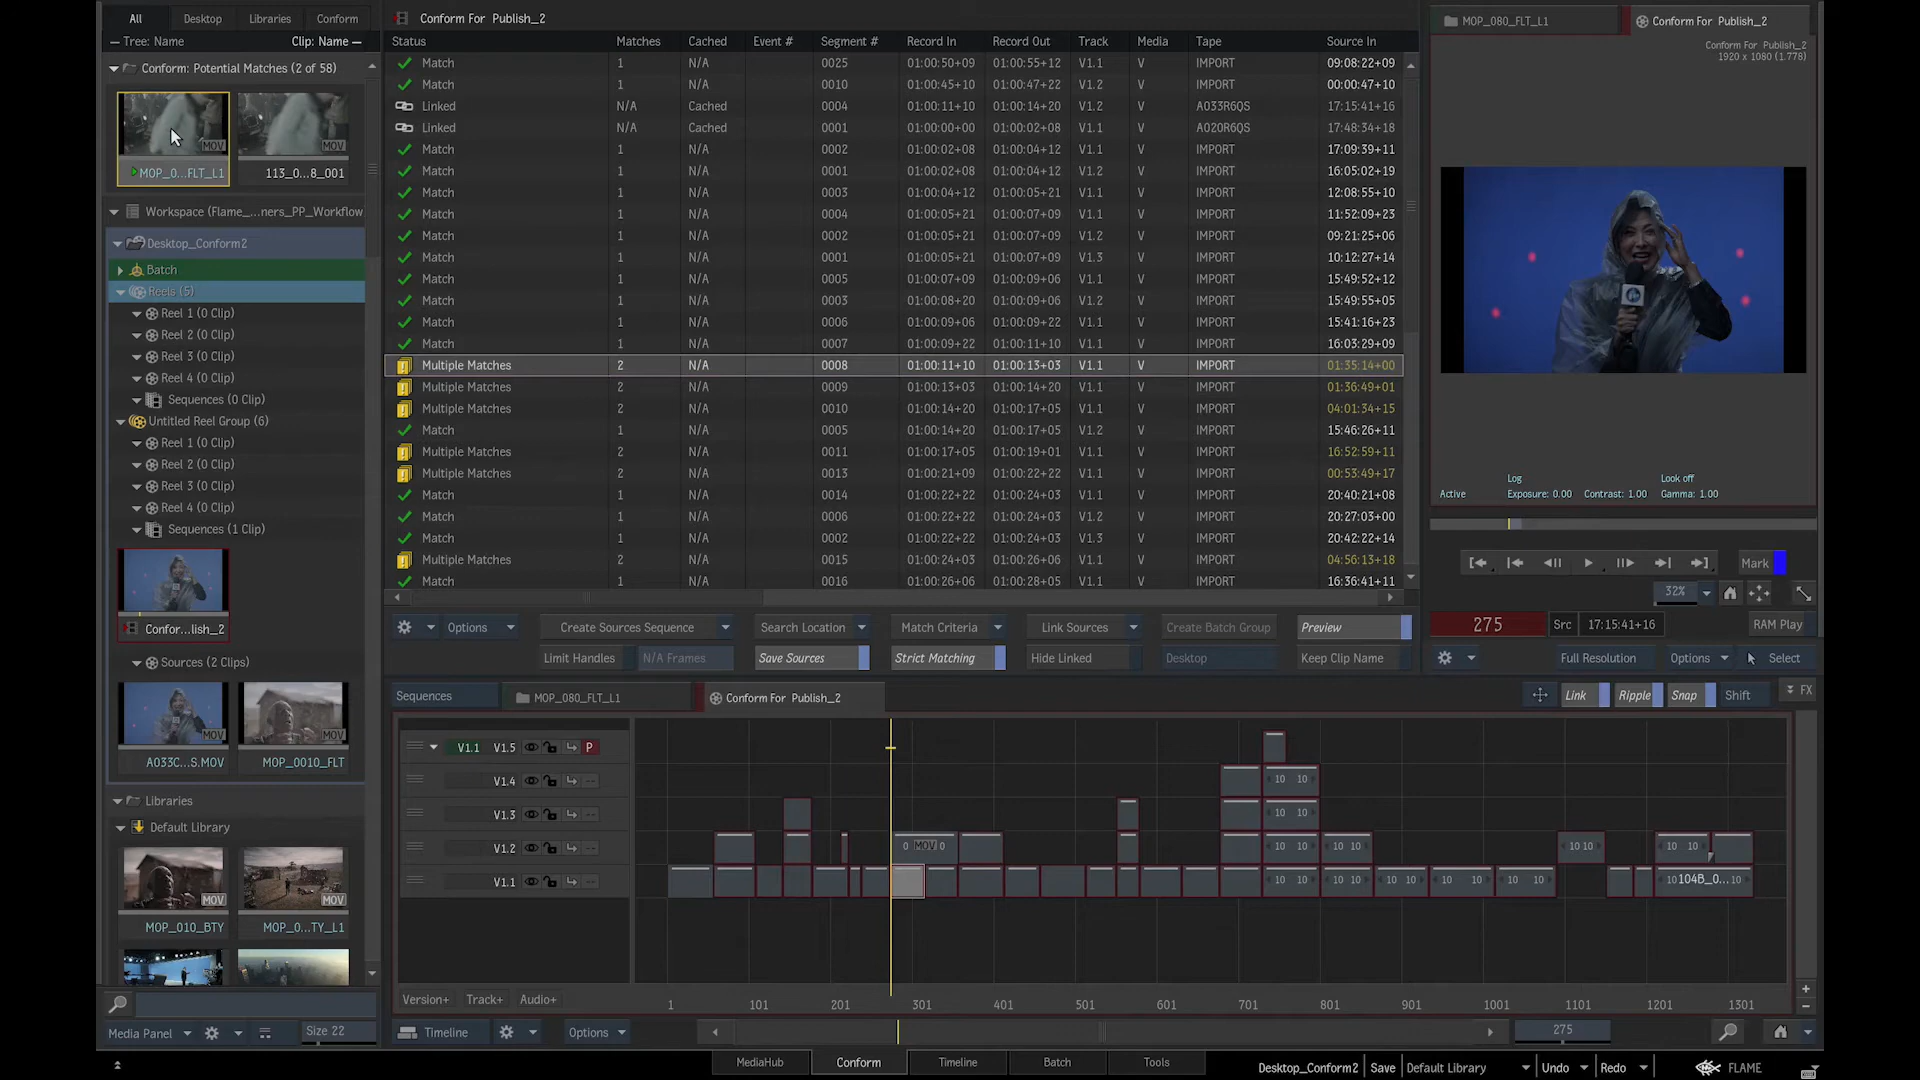 All Desktop Libraries Conform
Tree: Name Clip: Name
Conform: Potential Matches (2 of 58)
MOV MOV
MOP_0...FLT_L1 113_0...8_001
Workspace (Flame_...ners_PP_Workflow
Desktop_Conform2
Batch
Reels (5)
Reel 1 (0 Clip)
Reel 2 (0 Clip)
Reel 3 (0 Clip)
Reel 4 (0 Clip)
Sequences (0 Clip)
Untitled Reel Group (6)
Reel 1 (0 Clip)
Reel 2 (0 Clip)
Reel 3 (0 Clip)
Reel 4 (0 Clip)
Sequences (1 Clip)
Confor...lish_2
Sources (2 Clips)
MOV MOV
A033C...S.MOV MOP_0010_FLT
Libraries
Default Library
MOV MOV
MOP_010_BTY MOP_0...TY_L1
Media Panel Size 22
Conform For Publish_2
Status Matches Cached Event # Segment # Record In Record Out Track Media Tape Source In
Match 1 N/A 0025 01:00:50+09 01:00:55+12 V1.1 V IMPORT 09:08:22+09
Match 1 N/A 0010 01:00:45+10 01:00:47+22 V1.2 V IMPORT 00:00:47+10
Linked N/A Cached 0004 01:00:11+10 01:00:14+20 V1.2 V A033R6QS 17:15:41+16
Linked N/A Cached 0001 01:00:00+00 01:00:02+08 V1.1 V A020R6QS 17:48:34+18
Match 1 N/A 0002 01:00:02+08 01:00:04+12 V1.1 V IMPORT 17:09:39+11
Match 1 N/A 0001 01:00:02+08 01:00:04+12 V1.2 V IMPORT 16:05:02+19
Match 1 N/A 0003 01:00:04+12 01:00:05+21 V1.1 V IMPORT 12:08:55+10
Match 1 N/A 0004 01:00:05+21 01:00:07+09 V1.1 V IMPORT 11:52:09+23
Match 1 N/A 0002 01:00:05+21 01:00:07+09 V1.2 V IMPORT 09:21:25+06
Match 1 N/A 0001 01:00:05+21 01:00:07+09 V1.3 V IMPORT 10:12:27+14
Match 1 N/A 0005 01:00:07+09 01:00:09+06 V1.1 V IMPORT 15:49:52+12
Match 1 N/A 0003 01:00:08+20 01:00:09+06 V1.2 V IMPORT 15:49:55+05
Match 1 N/A 0006 01:00:09+06 01:00:09+22 V1.1 V IMPORT 15:41:16+23
Match 1 N/A 0007 01:00:09+22 01:00:11+10 V1.1 V IMPORT 16:03:29+09
Multiple Matches 2 N/A 0008 01:00:11+10 01:00:13+03 V1.1 V IMPORT 01:35:14+00
Multiple Matches 2 N/A 0009 01:00:13+03 01:00:14+20 V1.1 V IMPORT 01:36:49+01
Multiple Matches 2 N/A 0010 01:00:14+20 01:00:17+05 V1.1 V IMPORT 04:01:34+15
Match 1 N/A 0005 01:00:14+20 01:00:17+05 V1.2 V IMPORT 15:46:26+11
Multiple Matches 2 N/A 0011 01:00:17+05 01:00:19+01 V1.1 V IMPORT 16:52:59+11
Multiple Matches 2 N/A 0013 01:00:21+09 01:00:22+22 V1.1 V IMPORT 00:53:49+17
Match 1 N/A 0014 01:00:22+22 01:00:24+03 V1.1 V IMPORT 20:40:21+08
Match 1 N/A 0006 01:00:22+22 01:00:24+03 V1.2 V IMPORT 20:27:03+00
Match 1 N/A 0002 01:00:22+22 01:00:24+03 V1.3 V IMPORT 20:42:22+14
Multiple Matches 2 N/A 0015 01:00:24+03 01:00:26+06 V1.1 V IMPORT 04:56:13+18
Match 1 N/A 0016 01:00:26+06 01:00:28+05 V1.1 V IMPORT 16:36:41+11
Options Create Sources Sequence Search Location Match Criteria Link Sources Create Batch Group Preview
Limit Handles N/A Frames Save Sources Strict Matching Hide Linked Desktop Keep Clip Name
MOP_080_FLT_L1 Conform For Publish_2
Conform For Publish_2
1920 x 1080 (1.778)
Log Look off
Active Exposure: 0.00 Contrast: 1.00 Gamma: 1.00
Mark
32%
275 Src 17:15:41+16 RAM Play
Full Resolution Options Select
Sequences MOP_080_FLT_L1 Conform For Publish_2 Link Ripple Snap Shift FX
V1.1 V1.5 P
V1.4 10 10
V1.3 10 10
V1.2 0 MOV 0 10 10 10 10 10 10 10 10
V1.1 10 10 10 10 10 10 10 10 10 10 10 104B_0... 10
Version+ Track+ Audio+ 1 101 201 301 401 501 601 701 801 901 1001 1101 1201 1301
Timeline Options 275
MediaHub Conform Timeline Batch Tools Desktop_Conform2 Save Default Library Undo Redo FLAME